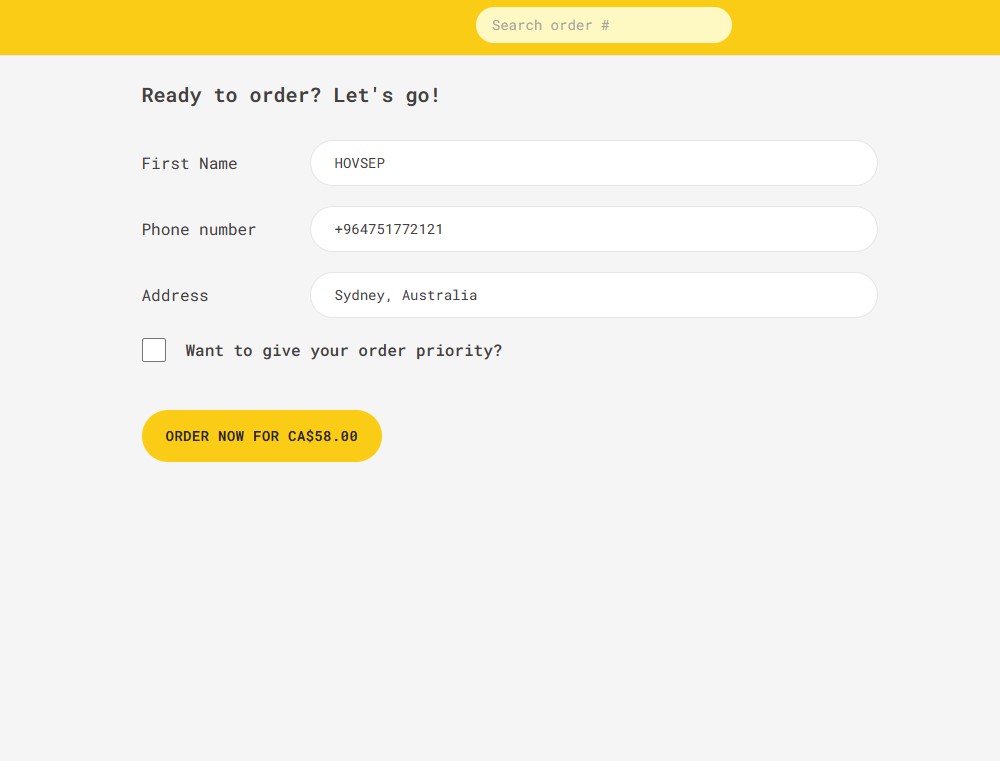 Search order #
Ready to order? Let's go!
First Name
HOVSEP
Phone number
+964751772121
Address
Sydney, Australia
Want to give your order priority?
ORDER NOW FOR CA$58.00